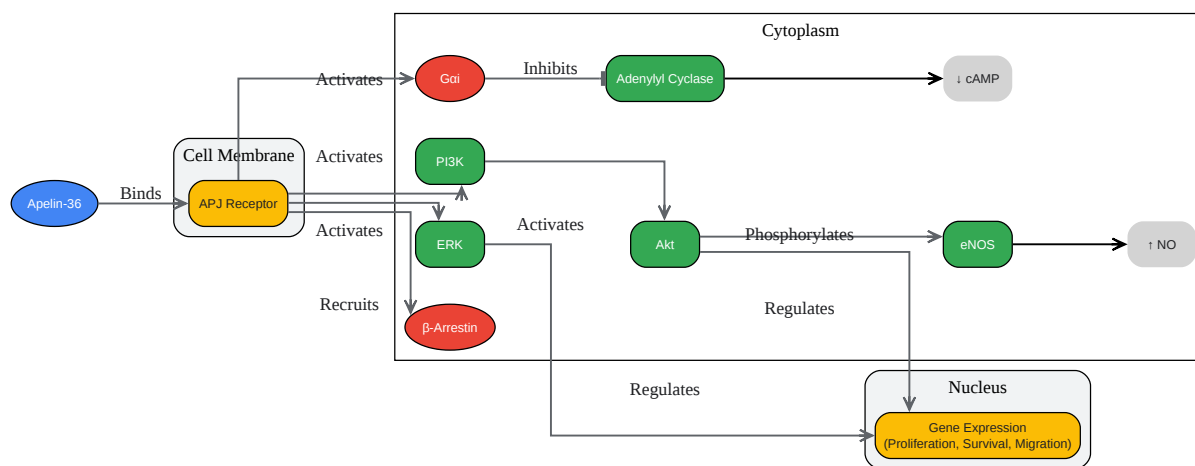 Cytoplasm
Activates
Gαi
Inhibits
Adenylyl Cyclase
↓ cAMP
Cell Membrane
Activates
PI3K
Apelin-36
Binds
APJ Receptor
Activates
ERK
Activates
Akt
Phosphorylates
eNOS
↑ NO
Recruits
β-Arrestin
Regulates
Regulates
Nucleus
Gene Expression
(Proliferation, Survival, Migration)